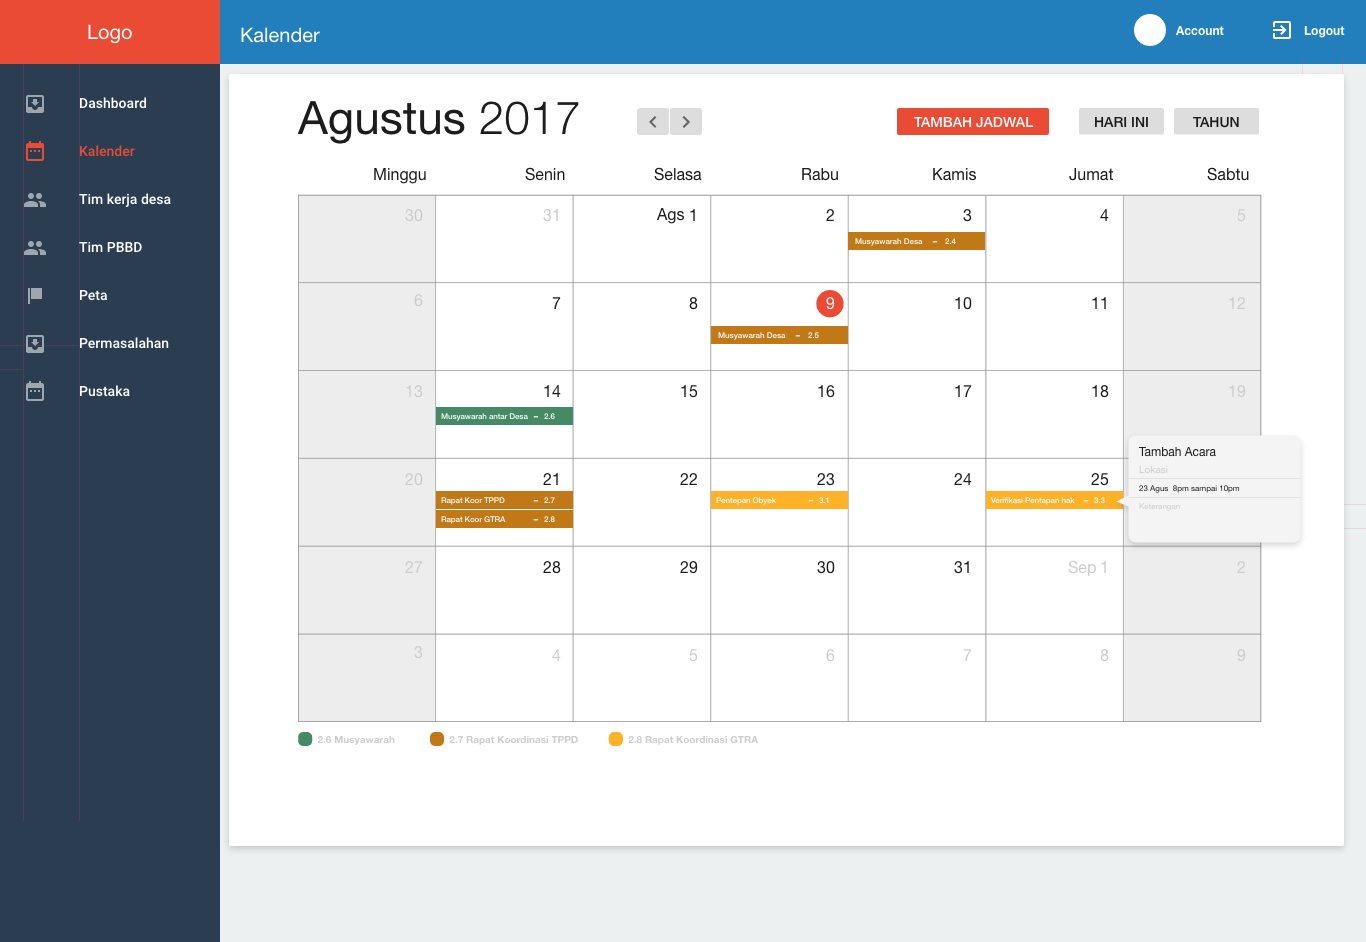 Logo
Kalender
Account
Logout
Dashboard
Kalender
Tim kerja desa
Tim PBBD
Peta
Permasalahan
Pustaka
Agustus 2017
TAMBAH JADWAL
HARI INI
TAHUN
Minggu Senin Selasa Rabu Kamis Jumat Sabtu
30 31 Ags 1 2 3 4 5
Musyawarah Desa – 2.4
6 7 8 9 10 11 12
Musyawarah Desa – 2.5
13 14 15 16 17 18 19
Musyawarah antar Desa – 2.6
20 21 22 23 24 25
Rapat Koor TPPD – 2.7
Rapat Koor GTRA – 2.8
Pentepan Obyek – 3.1
Verifikasi Pentapan hak – 3.3
Tambah Acara
Lokasi
23 Agus 8pm sampai 10pm
Keterangan
27 28 29 30 31 Sep 1 2
3 4 5 6 7 8 9
2.6 Musyawarah
2.7 Rapat Koordinasi TPPD
2.8 Rapat Koordinasi GTRA